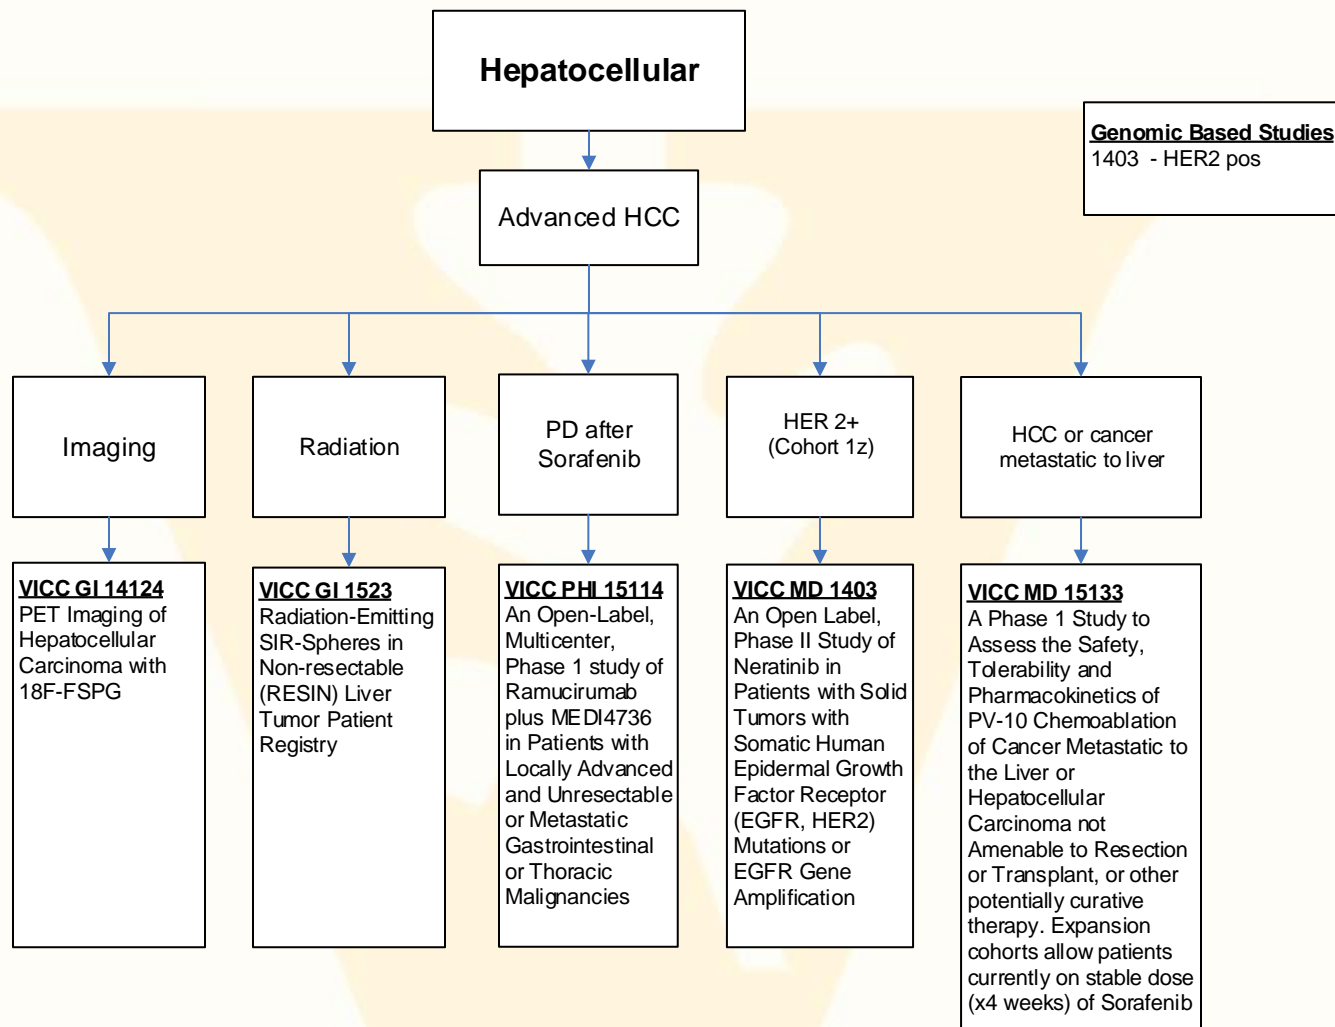 Hepatocellular
Genomic Based Studies
1403  - HER2 pos
Advanced HCC
Imaging
Radiation
PD after
Sorafenib
HER 2+
(Cohort 1z)
HCC or cancer
metastatic to liver
VICC GI 14124
PET Imaging of
Hepatocellular
Carcinoma with
18F-FSPG
VICC GI 1523
Radiation-Emitting
SIR-Spheres in
Non-resectable
(RESIN) Liver
Tumor Patient
Registry
VICC PHI 15114
An Open-Label,
Multicenter,
Phase 1 study of
Ramucirumab
plus MEDI4736
in Patients with
Locally Advanced
and Unresectable
or Metastatic
Gastrointestinal
or Thoracic
Malignancies
VICC MD 1403
An Open Label,
Phase II Study of
Neratinib in
Patients with Solid
Tumors with
Somatic Human
Epidermal Growth
Factor Receptor
(EGFR, HER2)
Mutations or
EGFR Gene
Amplification
VICC MD 15133
A Phase 1 Study to
Assess the Safety,
Tolerability and
Pharmacokinetics of
PV-10 Chemoablation
of Cancer Metastatic to
the Liver or
Hepatocellular
Carcinoma not
Amenable to Resection
or Transplant, or other
potentially curative
therapy. Expansion
cohorts allow patients
currently on stable dose
(x4 weeks) of Sorafenib